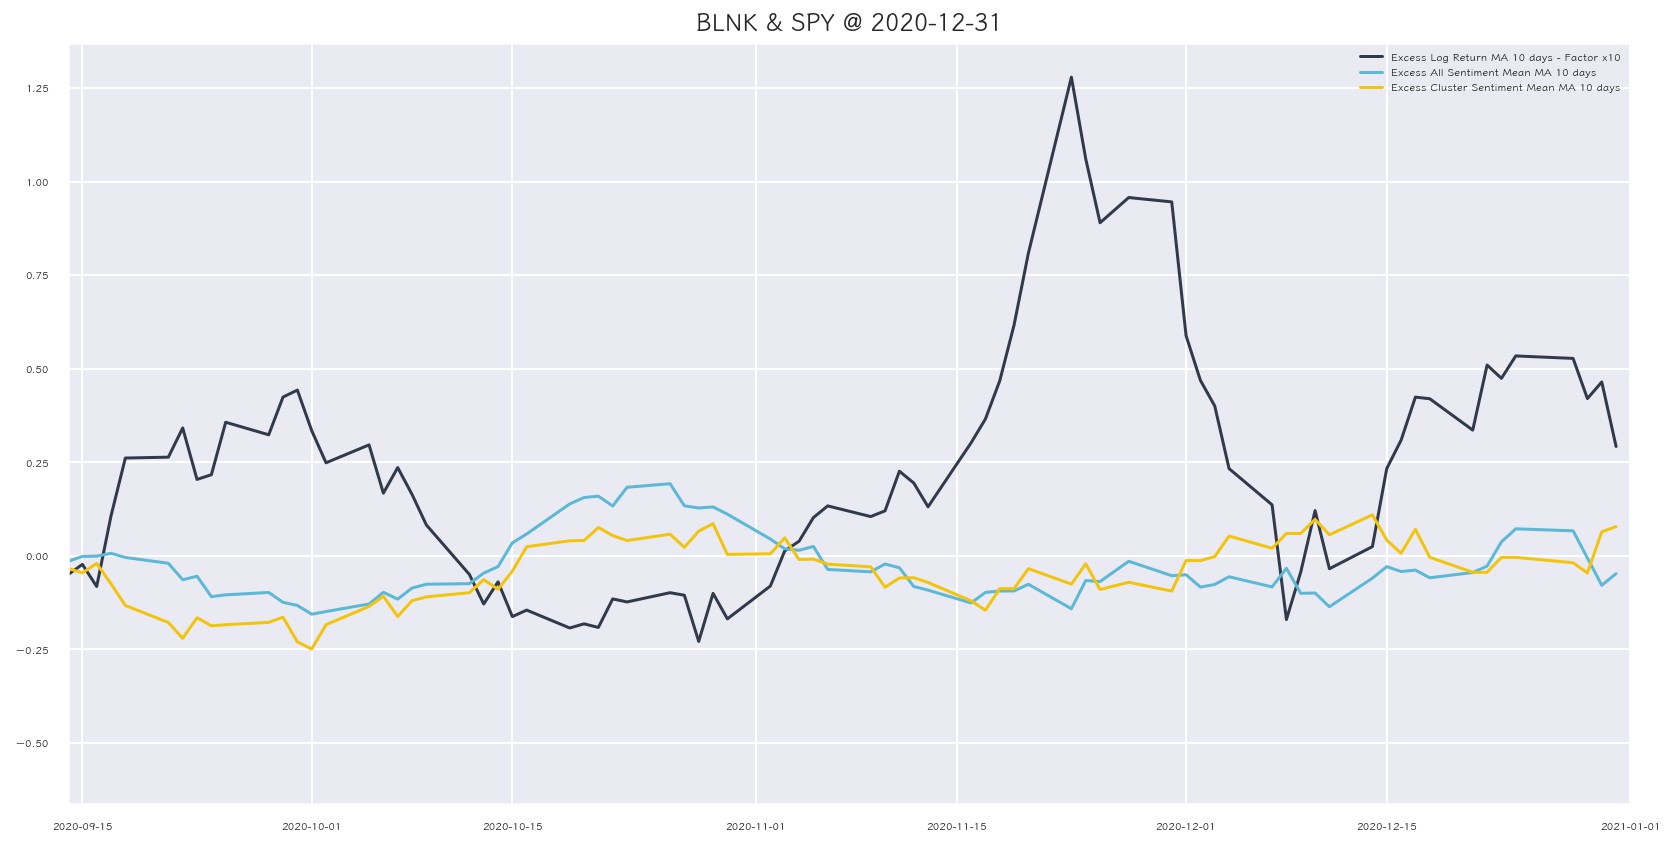 BLNK & SPY @ 2020-12-31
Excess Log Return MA 10 days - Factor x10
Excess All Sentiment Mean MA 10 days
Excess Cluster Sentiment Mean MA 10 days
1.25
1.00
0.75
0.50
0.25
0.00
−0.25
−0.50
2020-09-15 2020-10-01 2020-10-15 2020-11-01 2020-11-15 2020-12-01 2020-12-15 2021-01-01